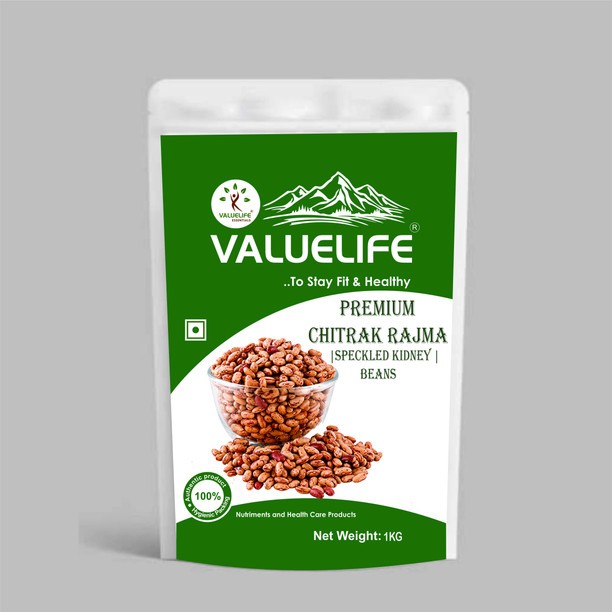 VALUELIFE
ESSENTIALS
VALUELIFE ®
..To Stay Fit & Healthy
PREMIUM
CHITRAK RAJMA
|SPECKLED KIDNEY |
BEANS
Authentic product
100%
Hygienic Packing
Nutriments and Health Care Products
Net Weight: 1KG